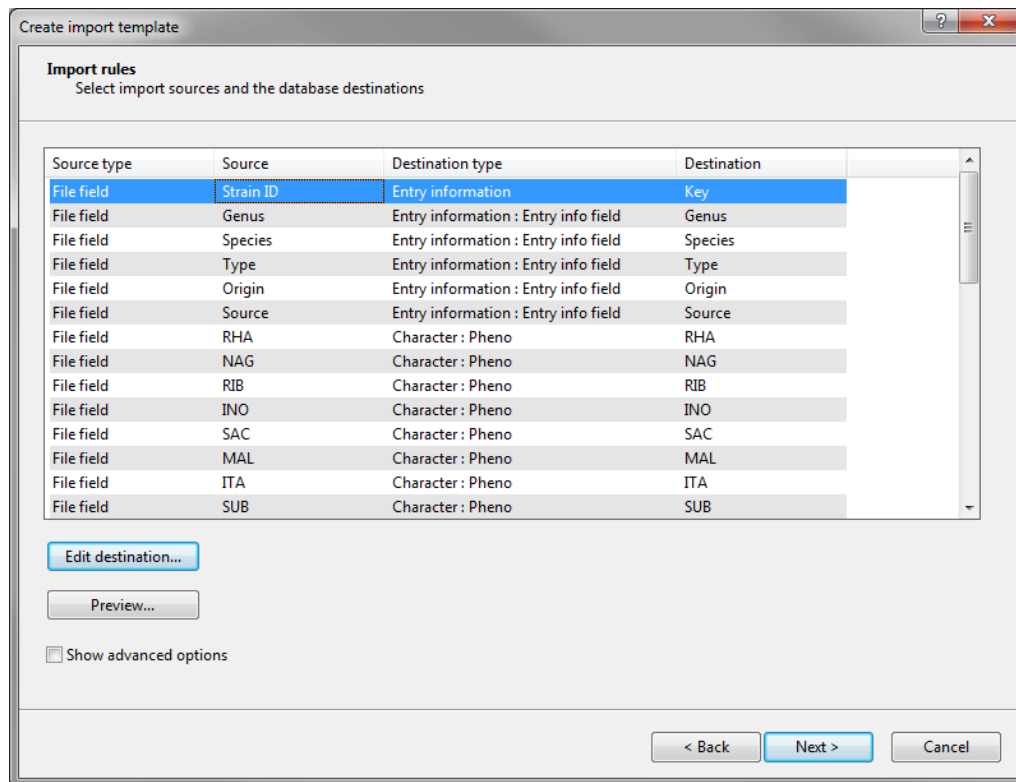 Create import template
Import rules
Select import sources and the database destinations
Source type Source Destination type Destination
File field Strain ID Entry information Key
File field Genus Entry information : Entry info field Genus
File field Species Entry information : Entry info field Species
File field Type Entry information : Entry info field Type
File field Origin Entry information : Entry info field Origin
File field Source Entry information : Entry info field Source
File field RHA Character : Pheno RHA
File field NAG Character : Pheno NAG
File field RIB Character : Pheno RIB
File field INO Character : Pheno INO
File field SAC Character : Pheno SAC
File field MAL Character : Pheno MAL
File field ITA Character : Pheno ITA
File field SUB Character : Pheno SUB
Edit destination...
Preview...
Show advanced options
< Back Next > Cancel